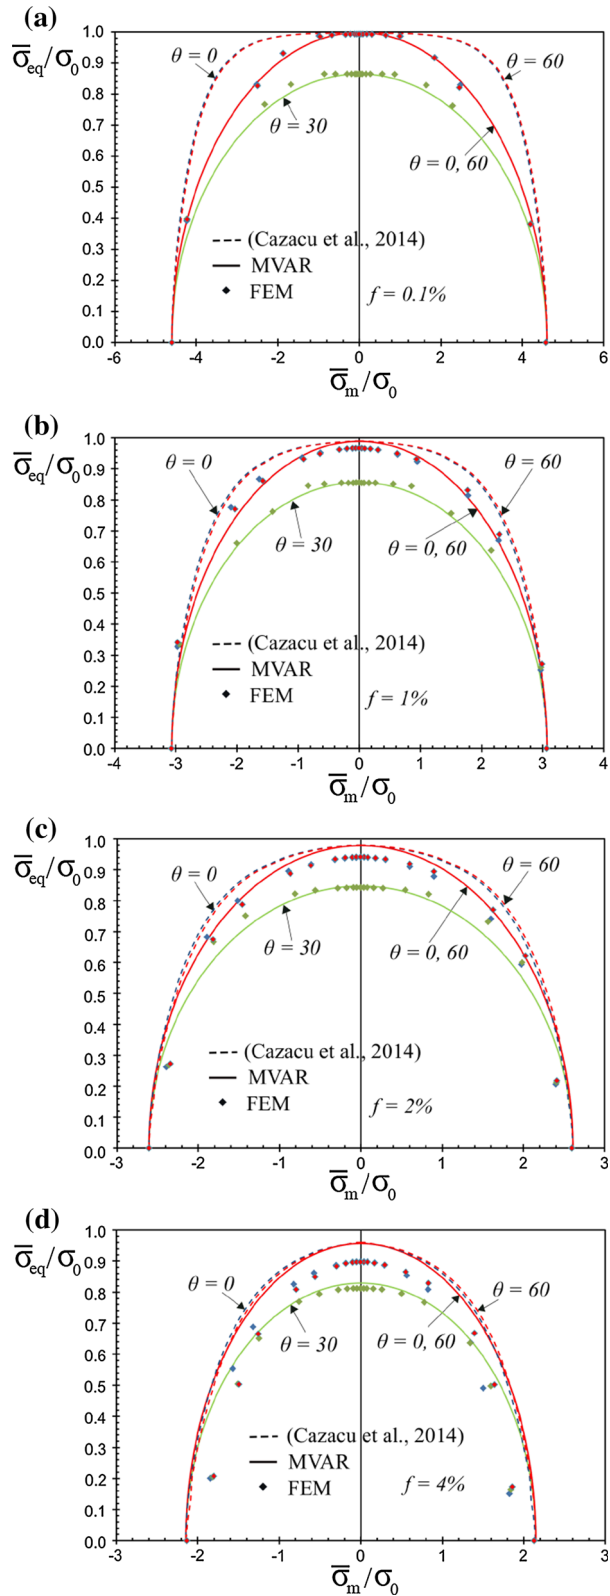 (a)
σ̅eq/σ0
1.0
0.9
0.8
0.7
0.6
0.5
0.4
0.3
0.2
0.1
0.0
θ = 0
θ = 60
θ = 30
θ = 0, 60
(Cazacu et al., 2014)
MVAR
FEM
f = 0.1%
-6 -4 -2 0 2 4 6
σ̅m/σ0
(b)
σ̅eq/σ0
1.0
0.9
0.8
0.7
0.6
0.5
0.4
0.3
0.2
0.1
0.0
θ = 0
θ = 60
θ = 30
θ = 0, 60
(Cazacu et al., 2014)
MVAR
FEM
f = 1%
-4 -3 -2 -1 0 1 2 3 4
σ̅m/σ0
(c)
σ̅eq/σ0
1.0
0.9
0.8
0.7
0.6
0.5
0.4
0.3
0.2
0.1
0.0
θ = 0
θ = 60
θ = 30
θ = 0, 60
(Cazacu et al., 2014)
MVAR
FEM
f = 2%
-3 -2 -1 0 1 2 3
σ̅m/σ0
(d)
σ̅eq/σ0
1.0
0.9
0.8
0.7
0.6
0.5
0.4
0.3
0.2
0.1
0.0
θ = 0
θ = 60
θ = 30
θ = 0, 60
(Cazacu et al., 2014)
MVAR
FEM
f = 4%
-3 -2 -1 0 1 2 3
σ̅m/σ0